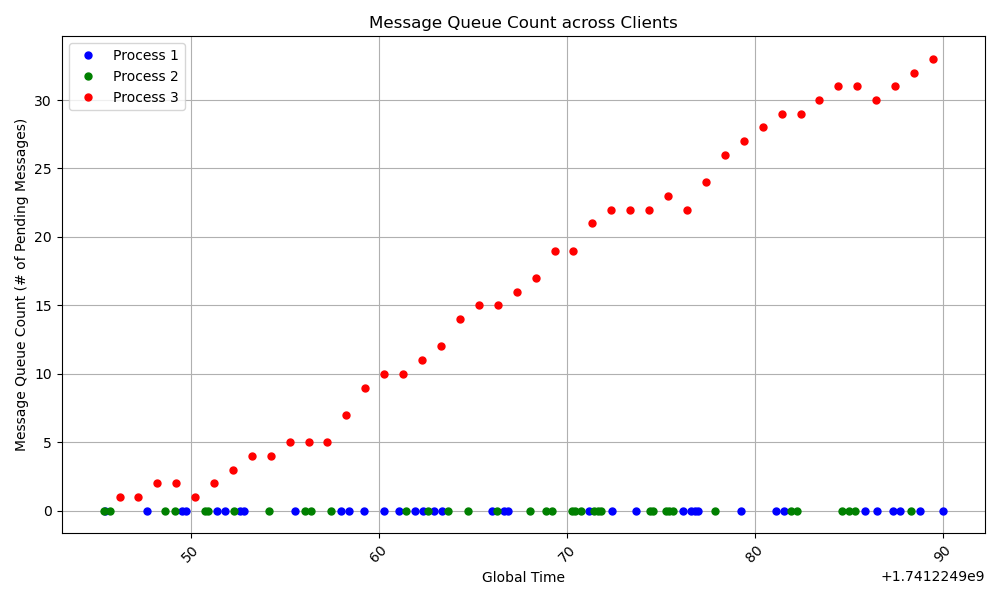 Message Queue Count across Clients
Process 1
Process 2
Process 3
Message Queue Count (# of Pending Messages)
30
25
20
15
10
5
0
50
60
70
80
90
Global Time
+1.7412249e9